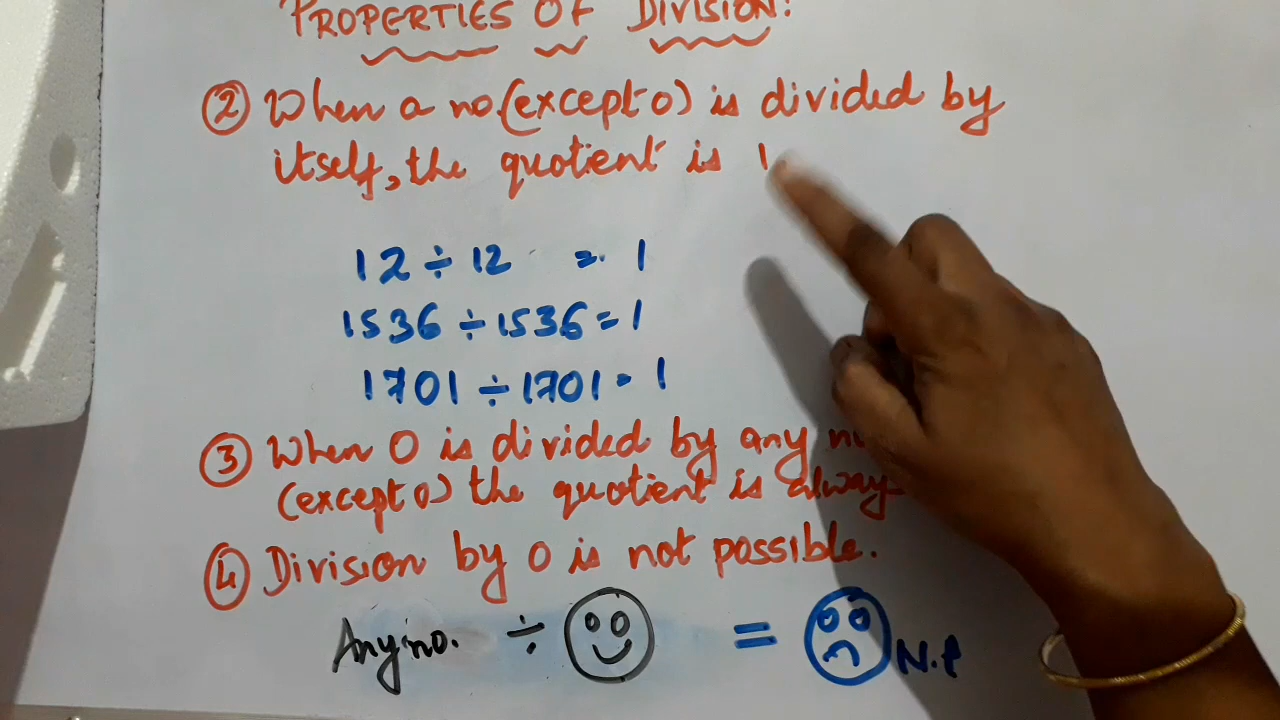 PROPERTIES OF DIVISION:
② When a no.(except 0) is divided by
itself, the quotient is 1
12 ÷ 12 = 1
1536 ÷ 1536 = 1
1701 ÷ 1701 = 1
③ When 0 is divided by any
(except 0) the quotient is
④ Division by 0 is not possible.
Any no. ÷ = N.P